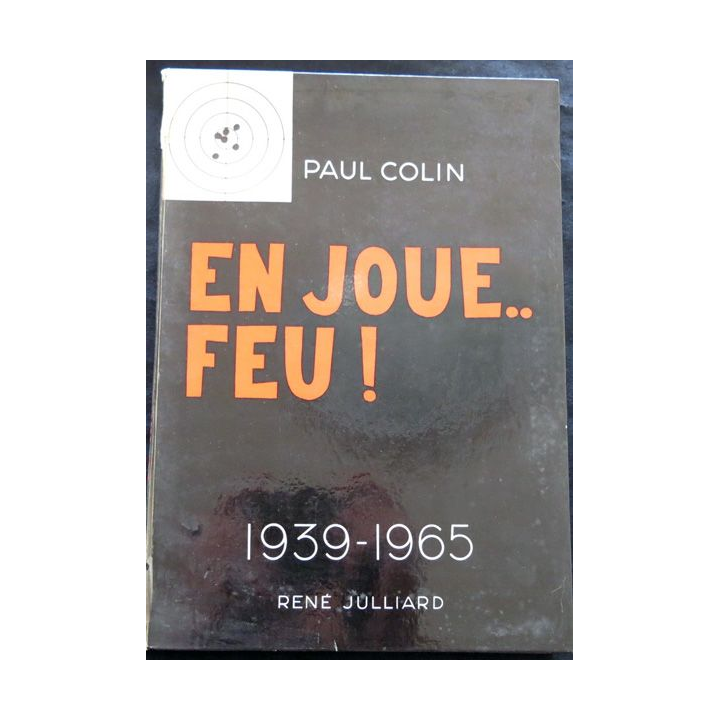 PAUL COLIN
EN JOUE..
FEU !
1939-1965
RENÉ JULLIARD